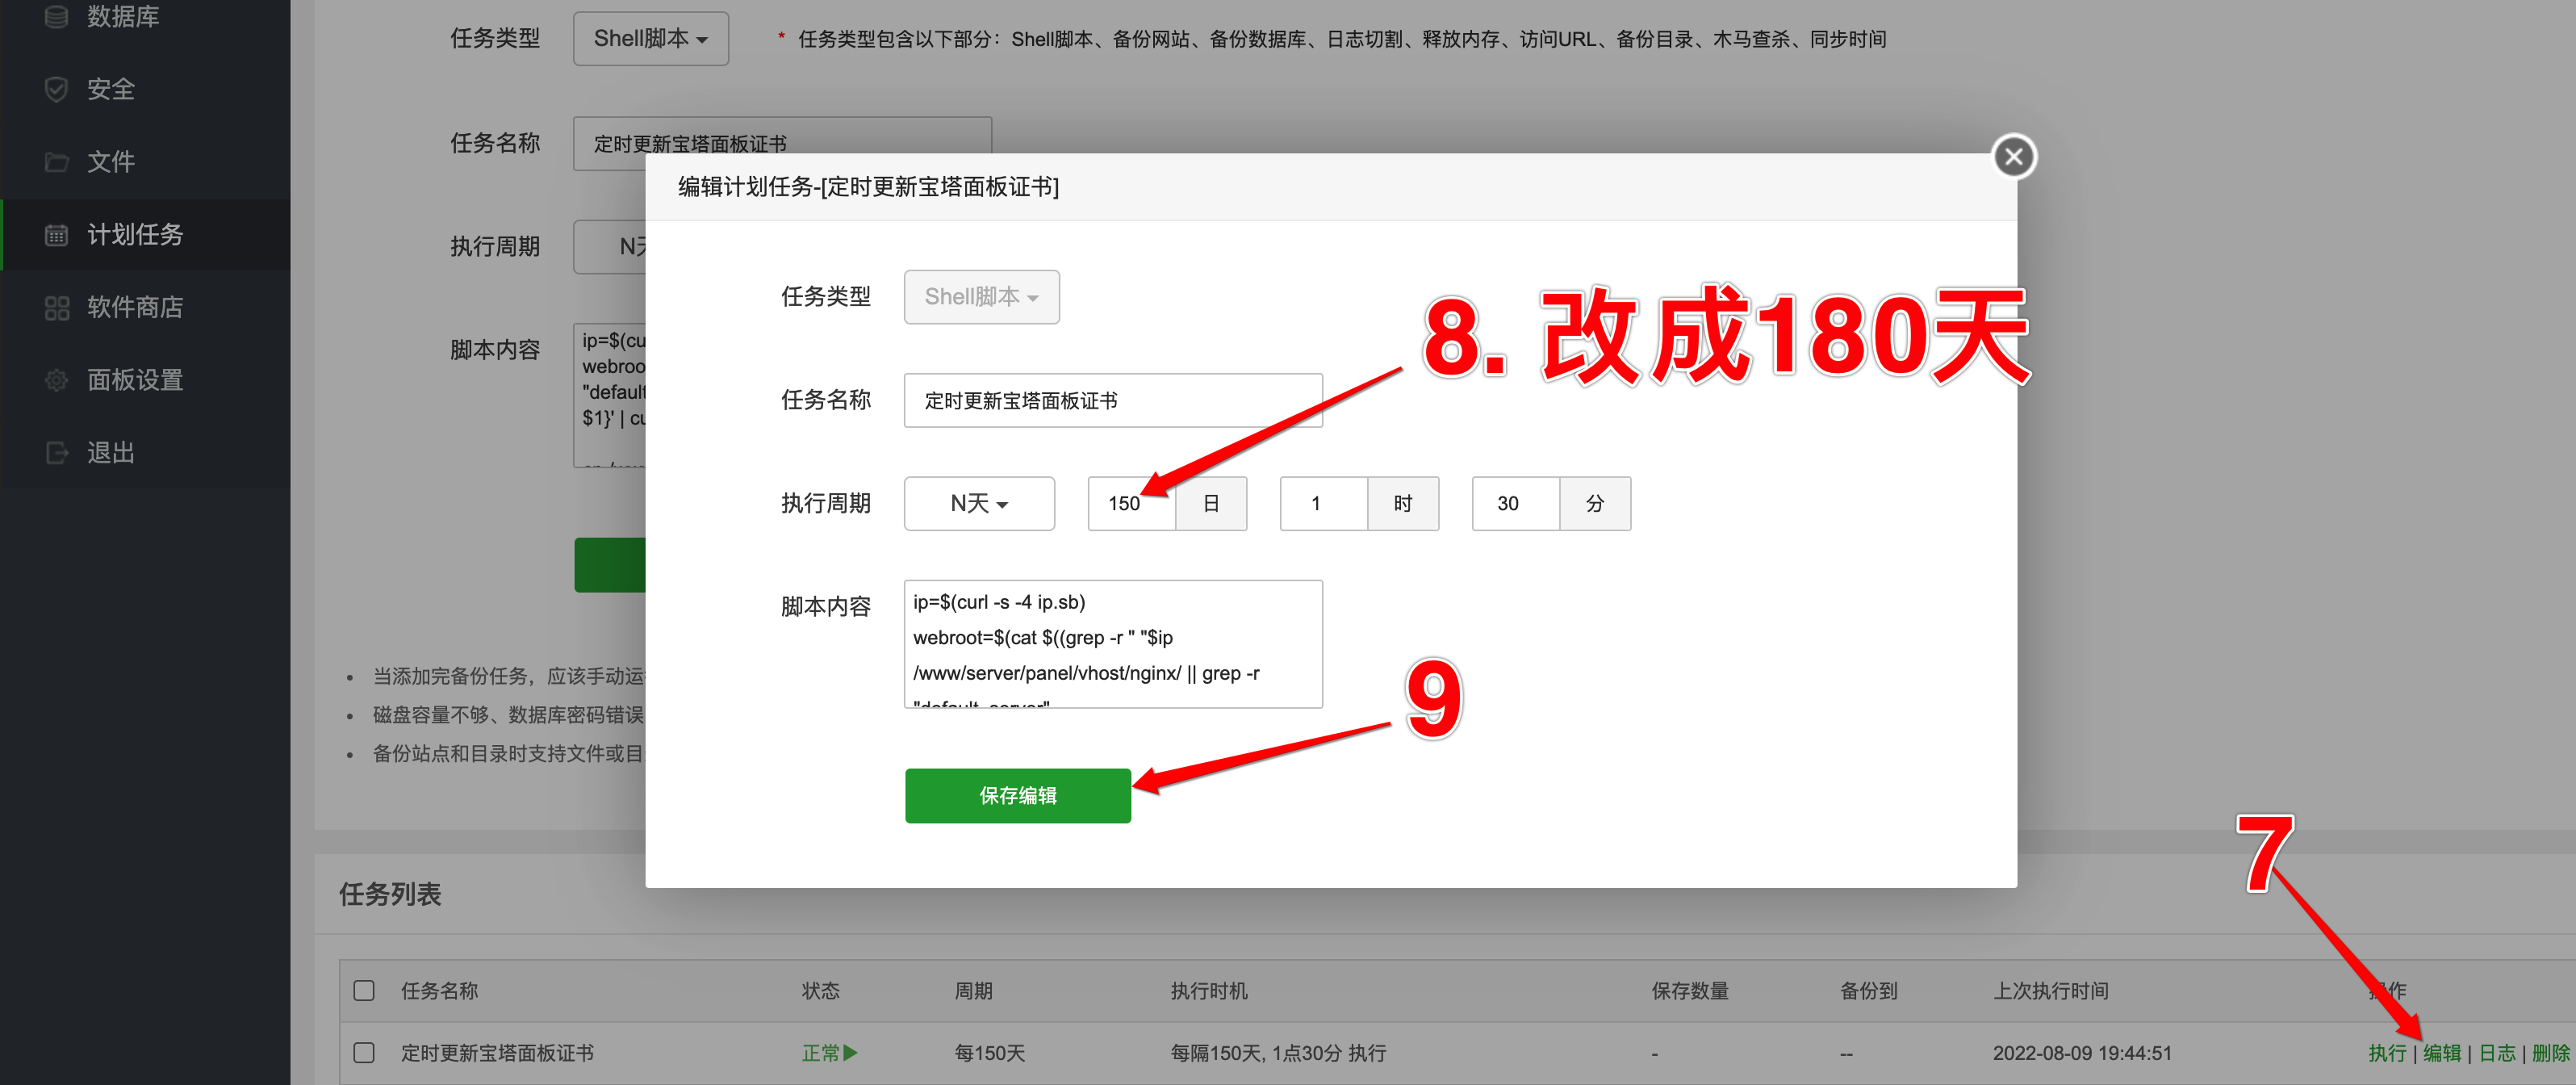 数据库
安全
文件
计划任务
软件商店
面板设置
退出
任务类型 Shell脚本 * 任务类型包含以下部分：Shell脚本、备份网站、备份数据库、日志切割、释放内存、访问URL、备份目录、木马查杀、同步时间
任务名称 定时更新宝塔面板证书
执行周期
脚本内容 ip=$(cu
webroo
"default
$1}' | cu
当添加完备份任务，应该手动运
磁盘容量不够、数据库密码错误
备份站点和目录时支持文件或目
编辑计划任务-[定时更新宝塔面板证书]
任务类型 Shell脚本
8. 改成180天
任务名称 定时更新宝塔面板证书
执行周期 N天 150 日 1 时 30 分
脚本内容 ip=$(curl -s -4 ip.sb)
webroot=$(cat $((grep -r " "$ip
/www/server/panel/vhost/nginx/ || grep -r
"default_server"
9
保存编辑
7
任务列表
任务名称 状态 周期 执行时机 保存数量 备份到 上次执行时间 操作
定时更新宝塔面板证书 正常 每150天 每隔150天, 1点30分 执行 - -- 2022-08-09 19:44:51 执行 | 编辑 | 日志 | 删除